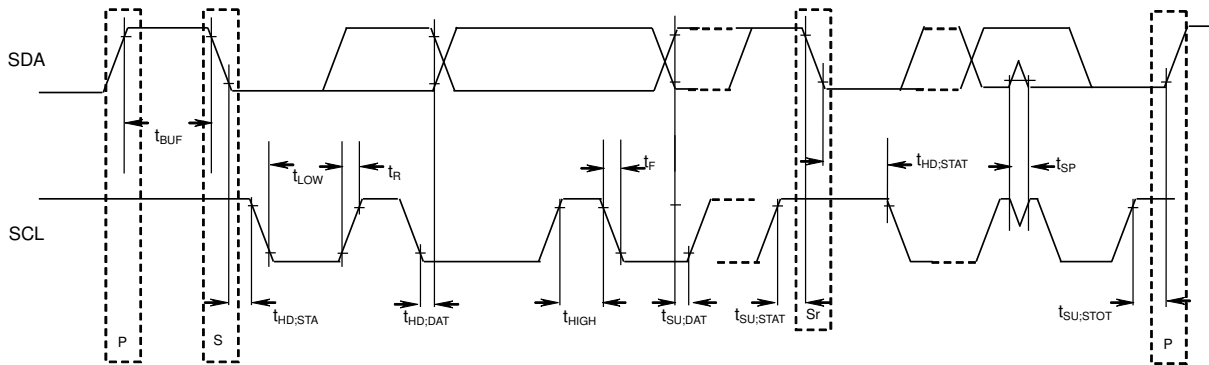 SDA
tBUF
tLOW
tR
tF
tHD;STAT
tSP
SCL
tHD;STA
tHD;DAT
tHIGH
tSU;DAT
tSU;STAT
Sr
tSU;STOT
P
S
P